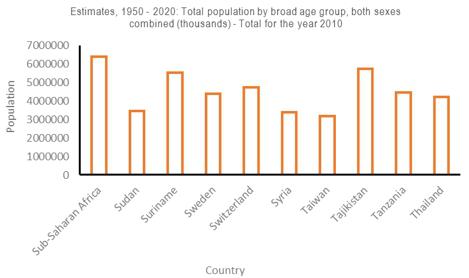 Estimates, 1950 - 2020: Total population by broad age group, both sexes
combined (thousands) - Total for the year 2010
Population
7000000
6000000
5000000
4000000
3000000
2000000
1000000
0
Sub-Saharan Africa
Sudan
Suriname
Sweden
Switzerland
Syria
Taiwan
Tajikistan
Tanzania
Thailand
Country